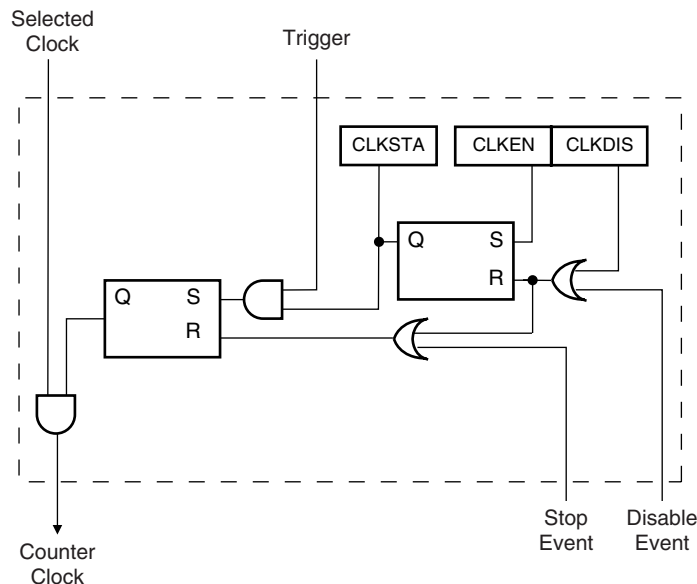 Selected
Clock
Trigger
CLKSTA
CLKEN
CLKDIS
Q
S
R
Q
S
R
Stop
Event
Disable
Event
Counter
Clock